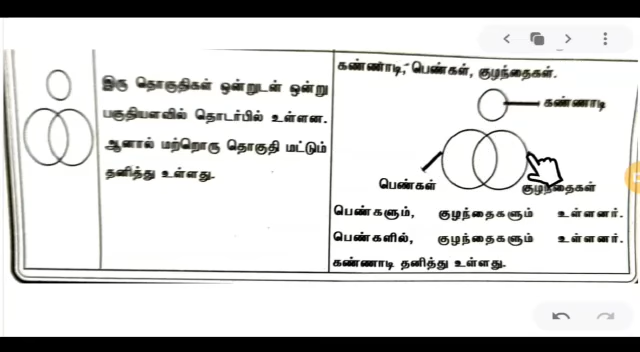 இரு தொகுதிகள் ஒன்றுடன் ஒன்று
பகுதியளவில் தொடர்பில் உள்ளன.
ஆனால் மற்றொரு தொகுதி மட்டும்
தனித்து உள்ளது.
கண்ணாடி, பெண்கள், குழந்தைகள்.
கண்ணாடி
பெண்கள்
குழந்தைகள்
பெண்களும், குழந்தைகளும் உள்ளனர்.
பெண்களில், குழந்தைகளும் உள்ளனர்.
கண்ணாடி தனித்து உள்ளது.